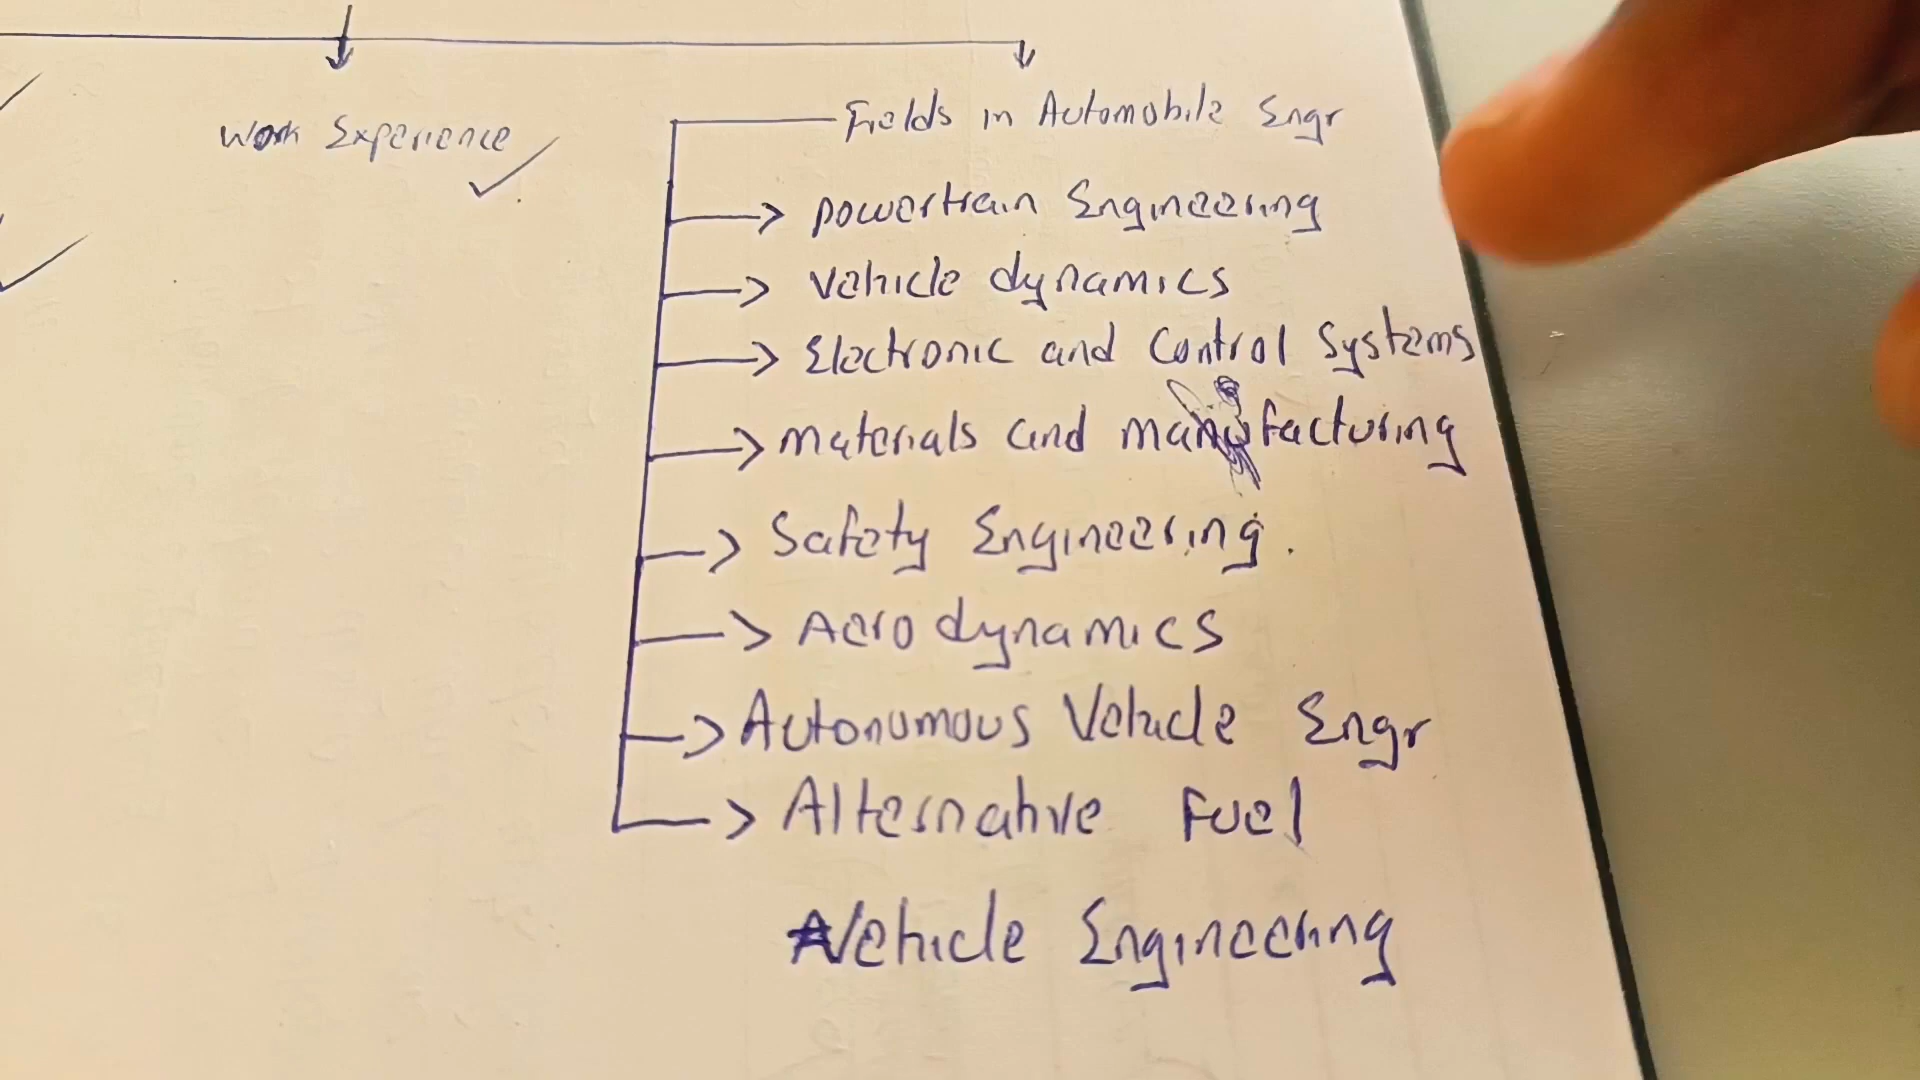 Work Experience
Fields in Automobile Engr
powertrain Engineering
Vehicle dynamics
Electronic and Control Systems
materials and manufacturing
Safety Engineering.
Aerodynamics
Autonomous Vehicle Engr
Alternative Fuel
Vehicle Engineering